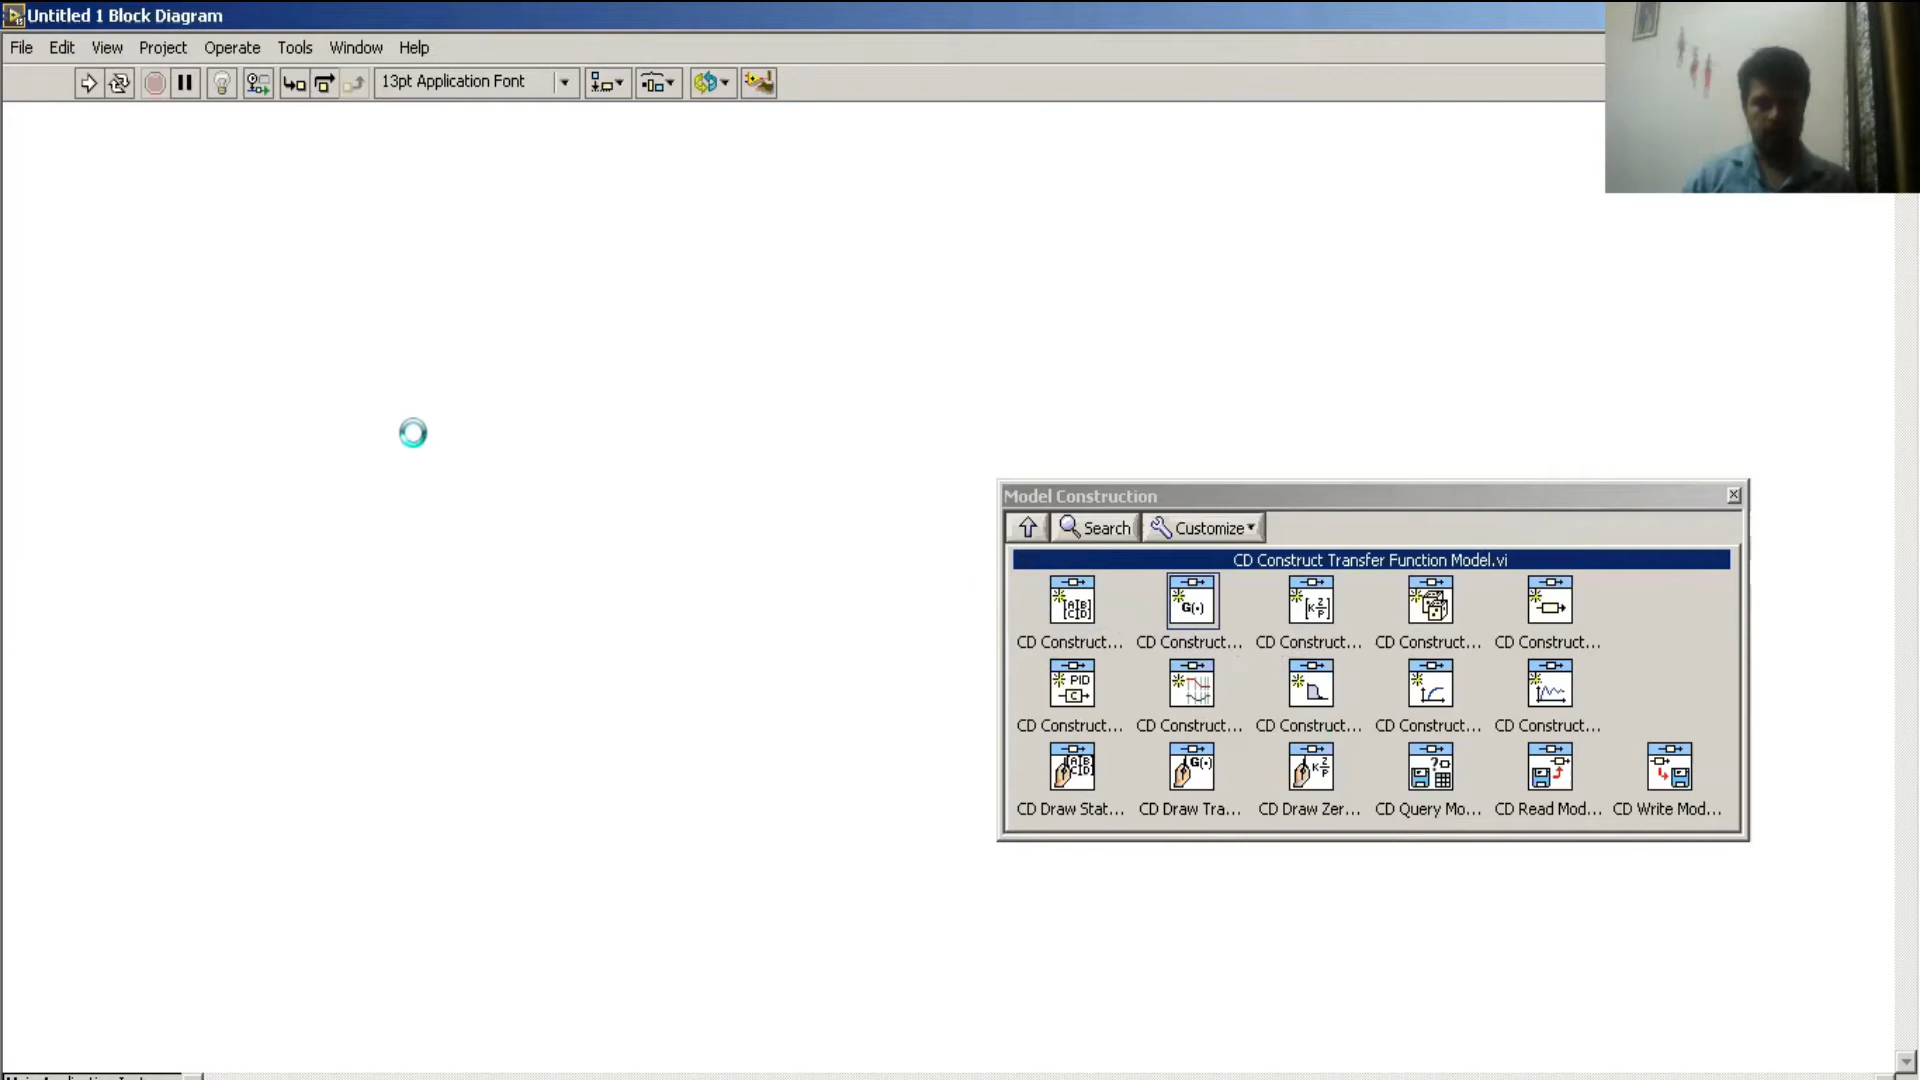 Untitled 1 Block Diagram
File Edit View Project Operate Tools Window Help
13pt Application Font
Model Construction
Search Customize
CD Construct Transfer Function Model.vi
CD Construct... CD Construct... CD Construct... CD Construct... CD Construct...
CD Construct... CD Construct... CD Construct... CD Construct... CD Construct...
CD Draw Stat... CD Draw Tra... CD Draw Zer... CD Query Mo... CD Read Mod... CD Write Mod...